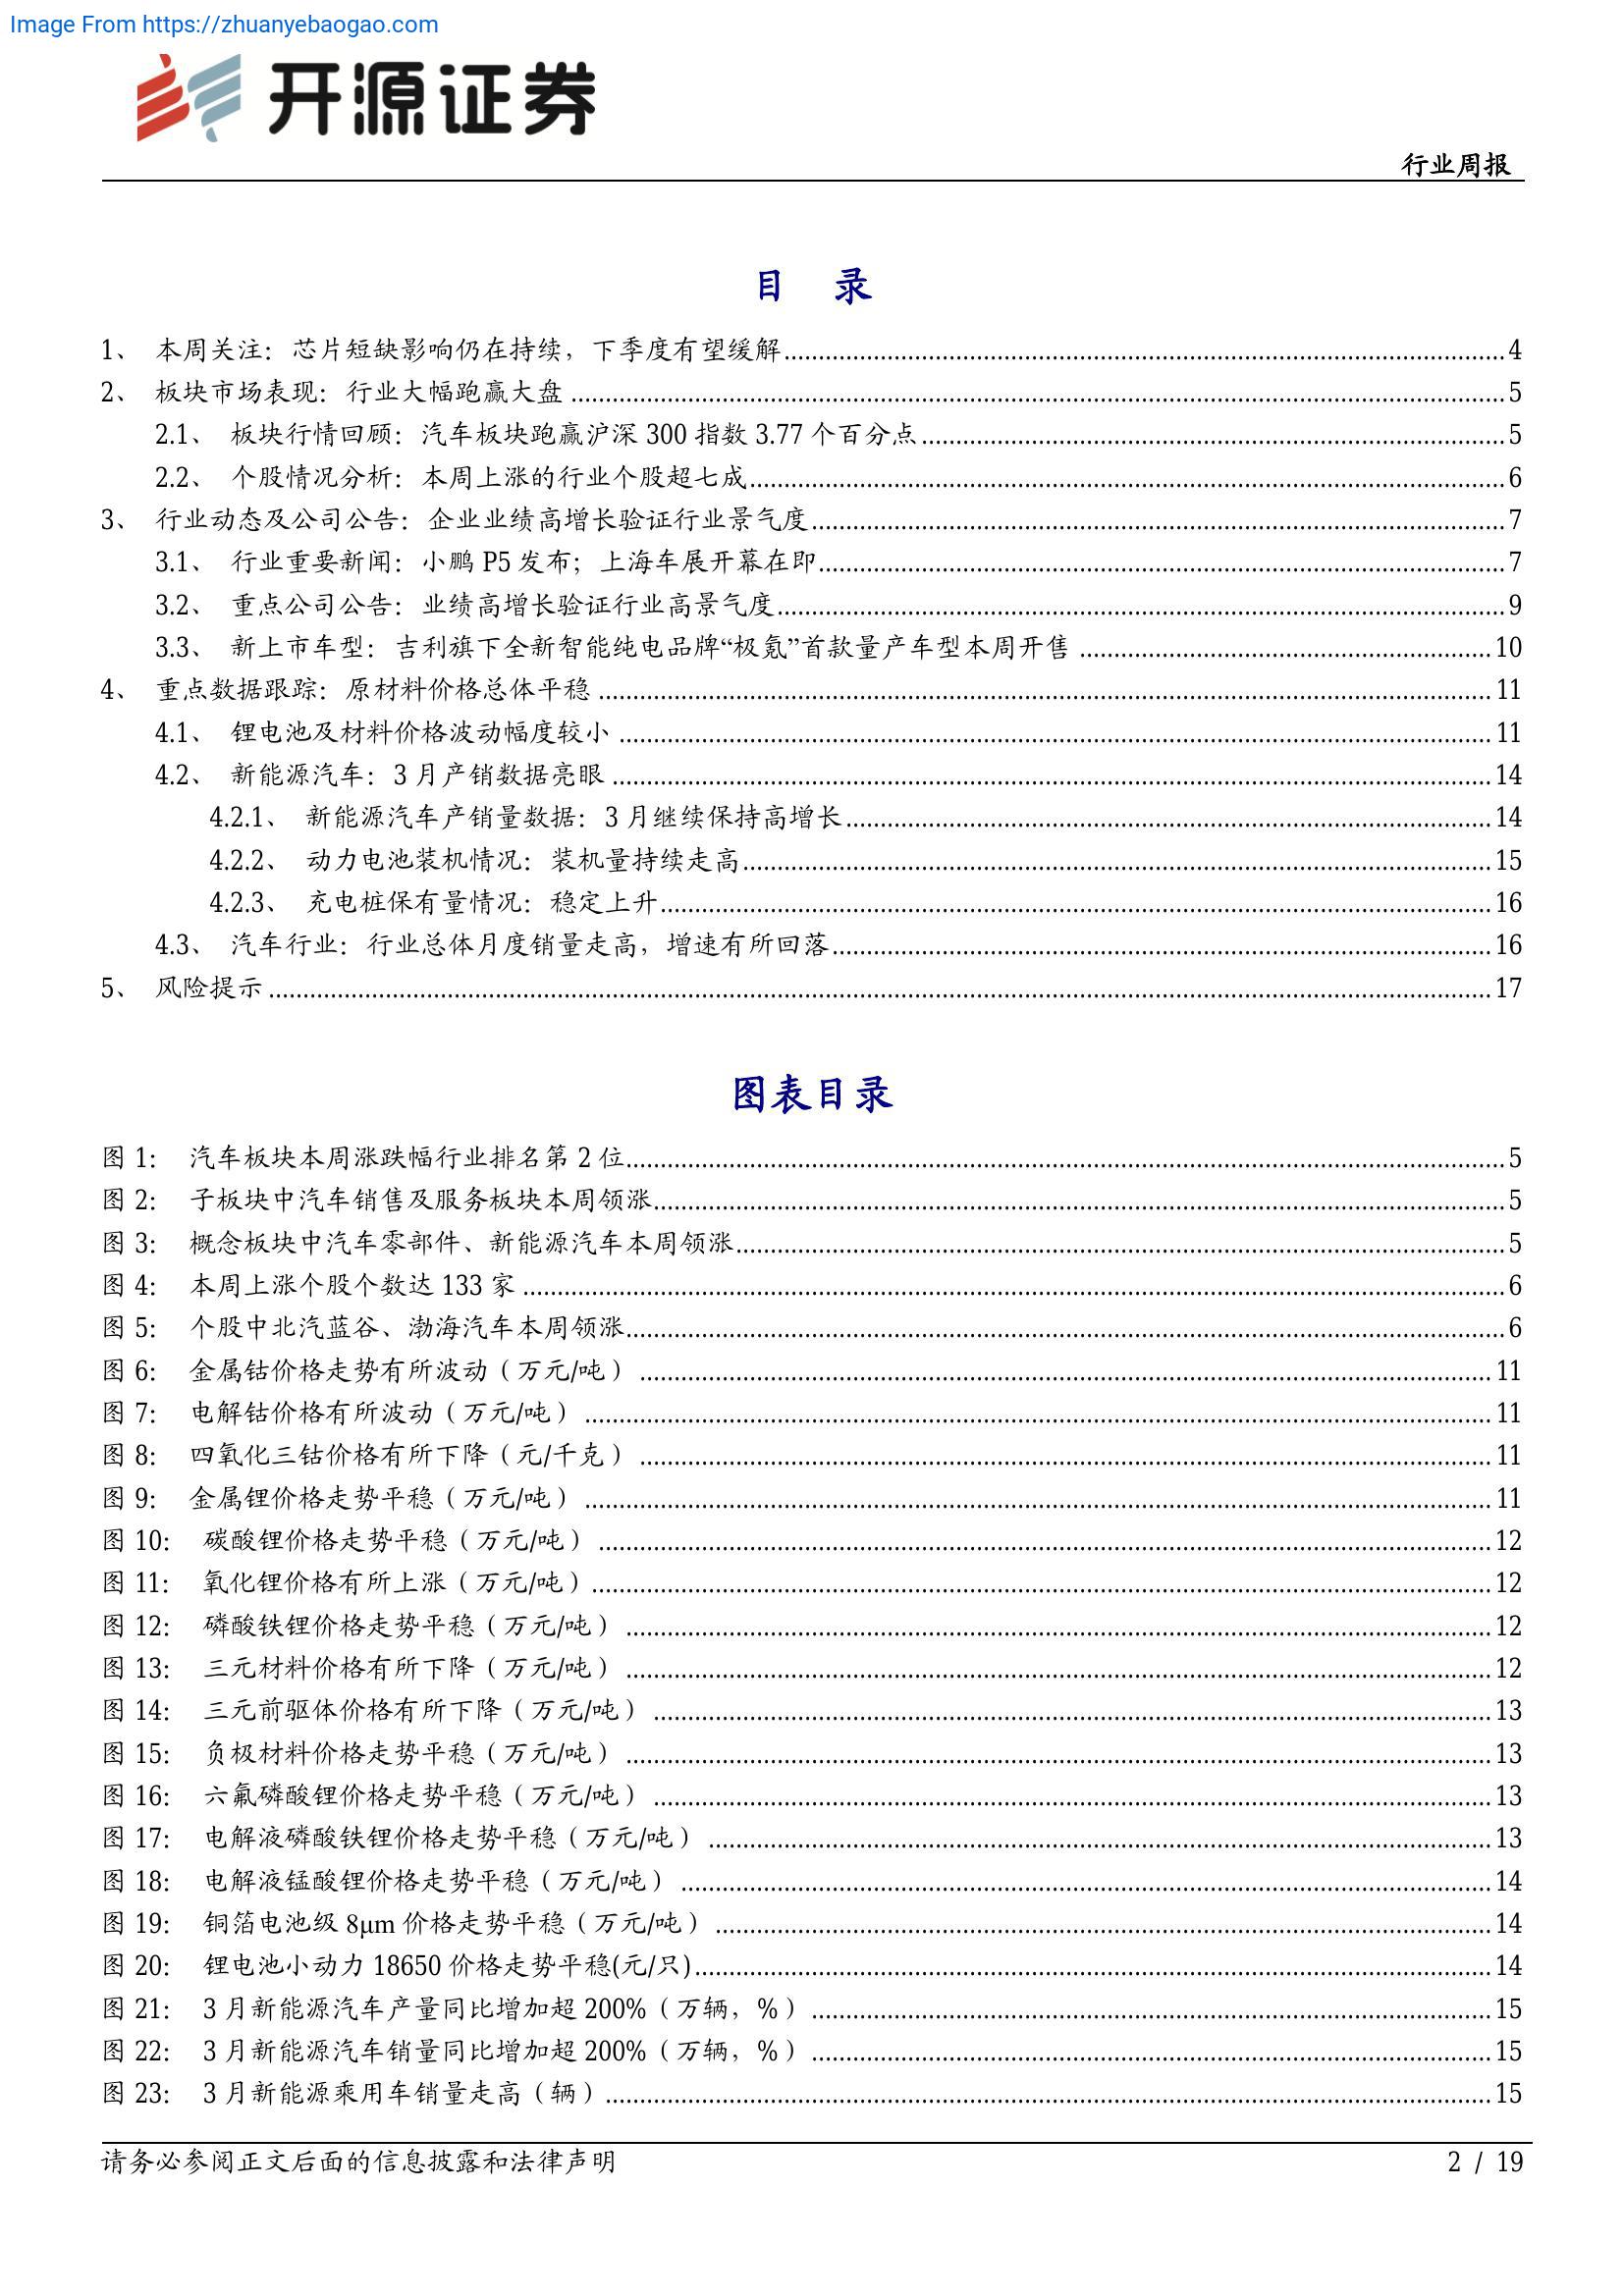 Image From https://zhuanyebaogao.com
开源证券
行业周报
目 录
1、 本周关注：芯片短缺影响仍在持续，下季度有望缓解 4
2、 板块市场表现：行业大幅跑赢大盘 5
2.1、 板块行情回顾：汽车板块跑赢沪深 300 指数 3.77 个百分点 5
2.2、 个股情况分析：本周上涨的行业个股超七成 6
3、 行业动态及公司公告：企业业绩高增长验证行业景气度 7
3.1、 行业重要新闻：小鹏 P5 发布；上海车展开幕在即 7
3.2、 重点公司公告：业绩高增长验证行业高景气度 9
3.3、 新上市车型：吉利旗下全新智能纯电品牌“极氪”首款量产车型本周开售 10
4、 重点数据跟踪：原材料价格总体平稳 11
4.1、 锂电池及材料价格波动幅度较小 11
4.2、 新能源汽车：3 月产销数据亮眼 14
4.2.1、 新能源汽车产销量数据：3 月继续保持高增长 14
4.2.2、 动力电池装机情况：装机量持续走高 15
4.2.3、 充电桩保有量情况：稳定上升 16
4.3、 汽车行业：行业总体月度销量走高，增速有所回落 16
5、 风险提示 17
图表目录
图 1： 汽车板块本周涨跌幅行业排名第 2 位 5
图 2： 子板块中汽车销售及服务板块本周领涨 5
图 3： 概念板块中汽车零部件、新能源汽车本周领涨 5
图 4： 本周上涨个股个数达 133 家 6
图 5： 个股中北汽蓝谷、渤海汽车本周领涨 6
图 6： 金属钴价格走势有所波动（万元/吨） 11
图 7： 电解钴价格有所波动（万元/吨） 11
图 8： 四氧化三钴价格有所下降（元/千克） 11
图 9： 金属锂价格走势平稳（万元/吨） 11
图 10： 碳酸锂价格走势平稳（万元/吨） 12
图 11： 氧化锂价格有所上涨（万元/吨） 12
图 12： 磷酸铁锂价格走势平稳（万元/吨） 12
图 13： 三元材料价格有所下降（万元/吨） 12
图 14： 三元前驱体价格有所下降（万元/吨） 13
图 15： 负极材料价格走势平稳（万元/吨） 13
图 16： 六氟磷酸锂价格走势平稳（万元/吨） 13
图 17： 电解液磷酸铁锂价格走势平稳（万元/吨） 13
图 18： 电解液锰酸锂价格走势平稳（万元/吨） 14
图 19： 铜箔电池级 8μm 价格走势平稳（万元/吨） 14
图 20： 锂电池小动力 18650 价格走势平稳(元/只) 14
图 21： 3 月新能源汽车产量同比增加超 200%（万辆，%） 15
图 22： 3 月新能源汽车销量同比增加超 200%（万辆，%） 15
图 23： 3 月新能源乘用车销量走高（辆） 15
请务必参阅正文后面的信息披露和法律声明 2 / 19